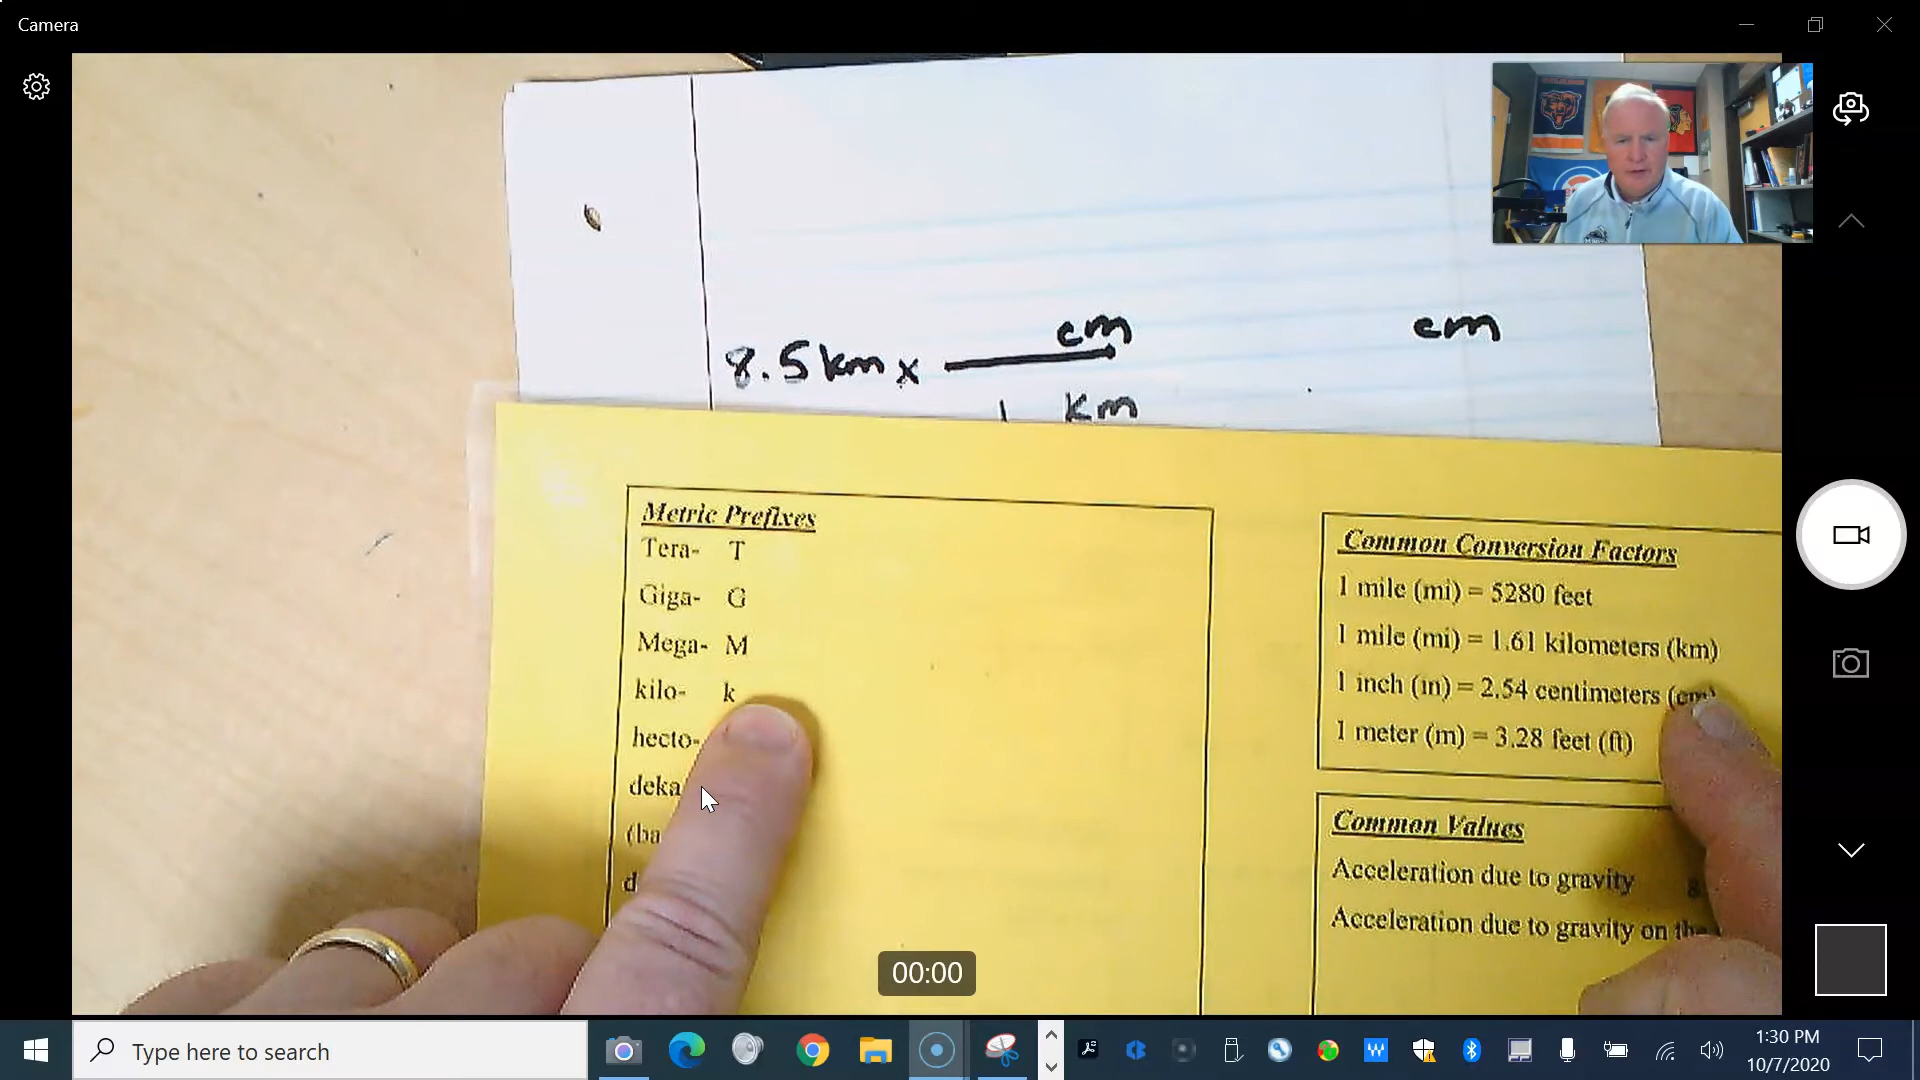 Camera
cm
cm
8.5 km x
1 km
Metric Prefixes
Tera- T
Giga- G
Mega- M
kilo- k
hecto-
deka
(ba
d
Common Conversion Factors
1 mile (mi) = 5280 feet
1 mile (mi) = 1.61 kilometers (km)
1 inch (in) = 2.54 centimeters (cm)
1 meter (m) = 3.28 feet (ft)
Common Values
Acceleration due to gravity g
Acceleration due to gravity on the
00:00
Type here to search
1:30 PM
10/7/2020